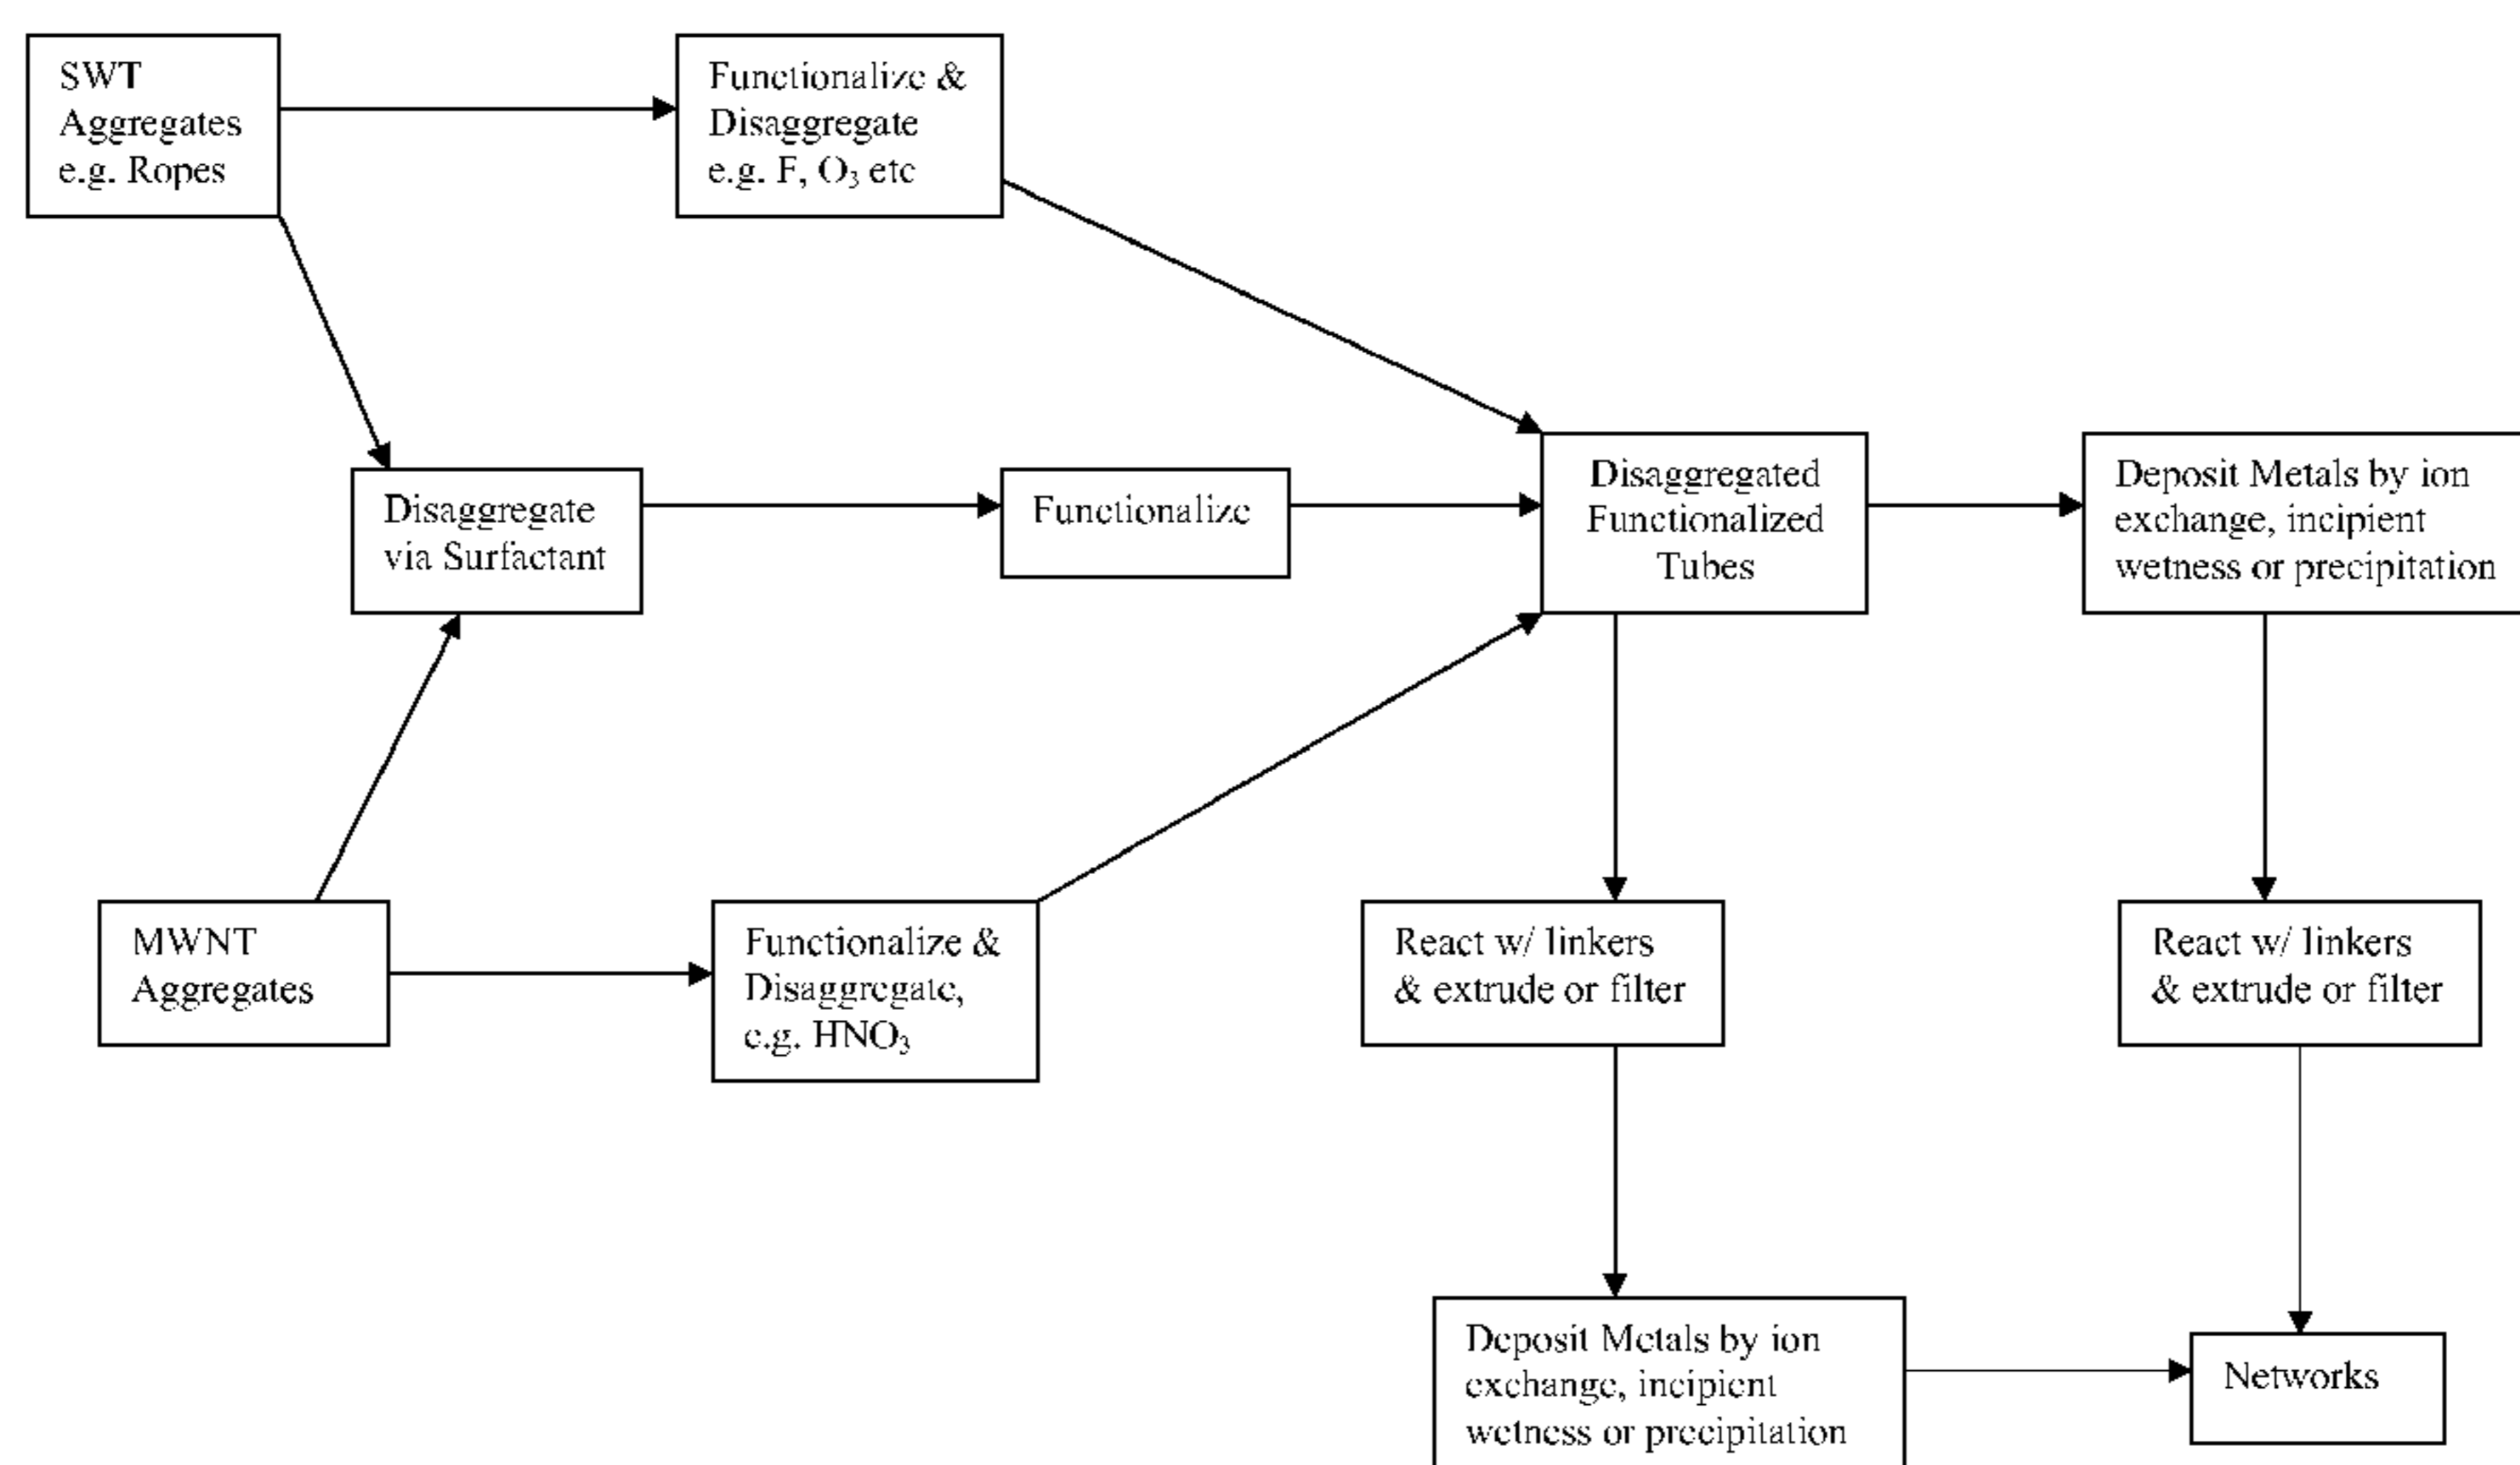 SWT
Aggregates
e.g. Ropes
Functionalize &
Disaggregate
e.g. F, O₃ etc
Disaggregate
via Surfactant
Functionalize
Disaggregated
Functionalized
Tubes
Deposit Metals by ion
exchange, incipient
wetness or precipitation
MWNT
Aggregates
Functionalize &
Disaggregate,
e.g. HNO₃
React w/ linkers
& extrude or filter
React w/ linkers
& extrude or filter
Deposit Metals by ion
exchange, incipient
wetness or precipitation
Networks